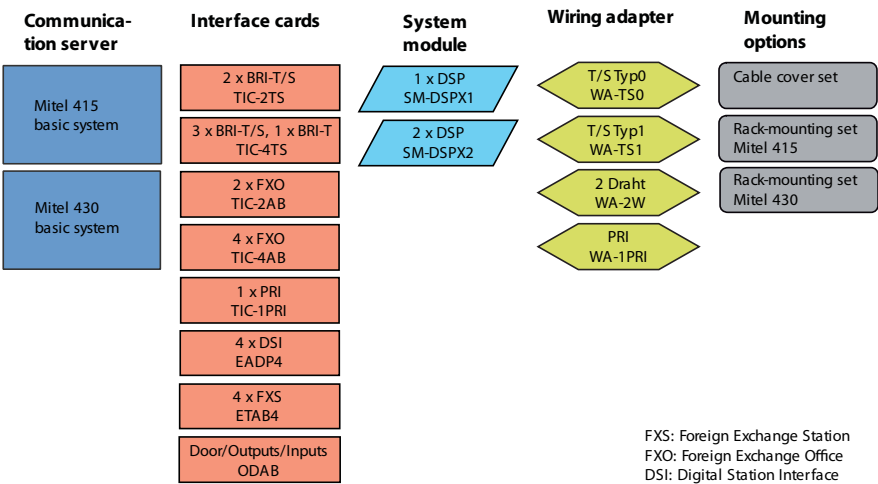 Communica-
tion server
Mitel 415
basic system
Mitel 430
basic system
Interface cards
2 x BRI-T/S
TIC-2TS
3 x BRI-T/S, 1 x BRI-T
TIC-4TS
2 x FXO
TIC-2AB
4 x FXO
TIC-4AB
1 x PRI
TIC-1PRI
4 x DSI
EADP4
4 x FXS
ETAB4
Door/Outputs/Inputs
ODAB
System
module
1 x DSP
SM-DSPX1
2 x DSP
SM-DSPX2
Wiring adapter
T/S Typ0
WA-TS0
T/S Typ1
WA-TS1
2 Draht
WA-2W
PRI
WA-1PRI
Mounting
options
Cable cover set
Rack-mounting set
Mitel 415
Rack-mounting set
Mitel 430
FXS: Foreign Exchange Station
FXO: Foreign Exchange Office
DSI: Digital Station Interface